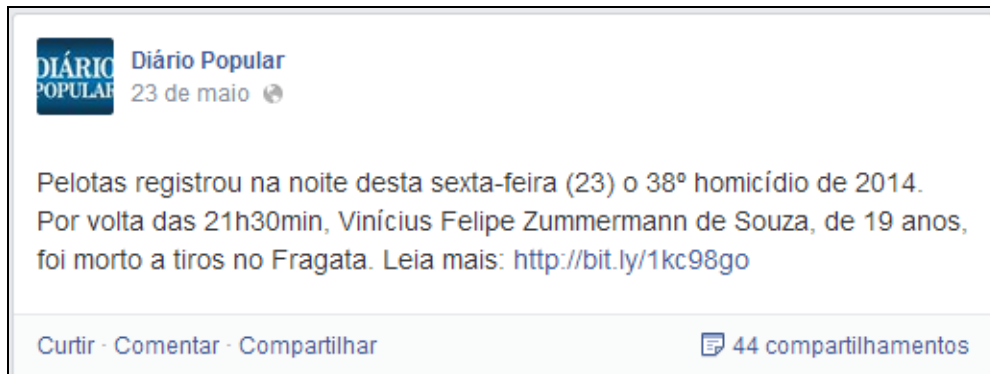 DIÁRIO
POPULAR
Diário Popular
23 de maio
Pelotas registrou na noite desta sexta-feira (23) o 38º homicídio de 2014.
Por volta das 21h30min, Vinícius Felipe Zummermann de Souza, de 19 anos,
foi morto a tiros no Fragata. Leia mais: http://bit.ly/1kc98go
Curtir · Comentar · Compartilhar 44 compartilhamentos